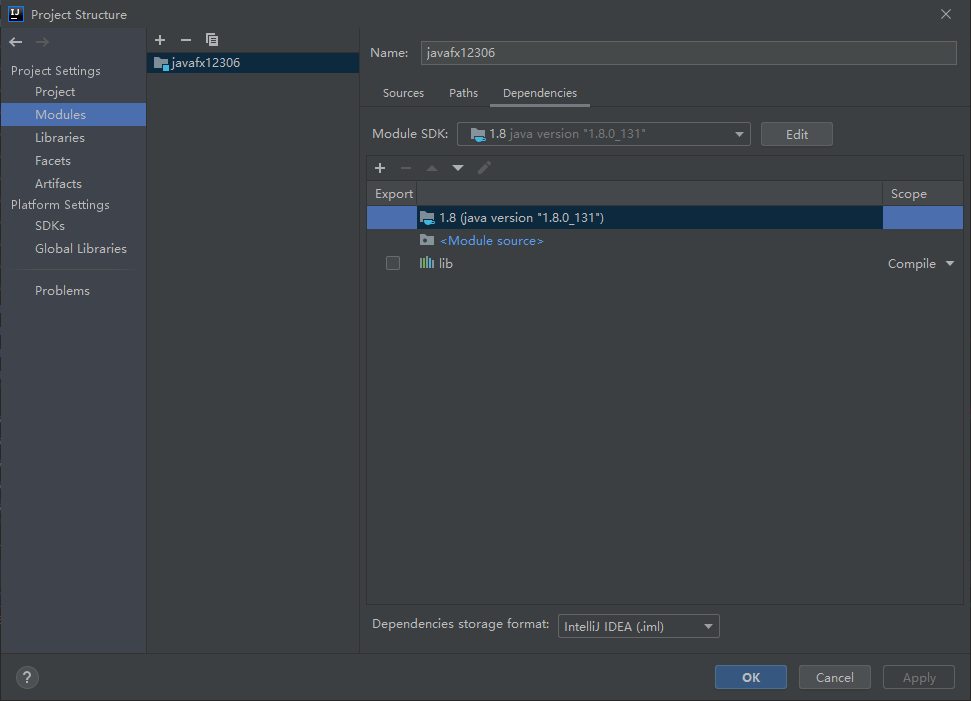 IJ Project Structure
Project Settings
Project
Modules
Libraries
Facets
Artifacts
Platform Settings
SDKs
Global Libraries
Problems
javafx12306
Name: javafx12306
Sources Paths Dependencies
Module SDK: 1.8 java version "1.8.0_131" Edit
Export Scope
1.8 (java version "1.8.0_131")
<Module source>
lib Compile
Dependencies storage format: IntelliJ IDEA (.iml)
? OK Cancel Apply